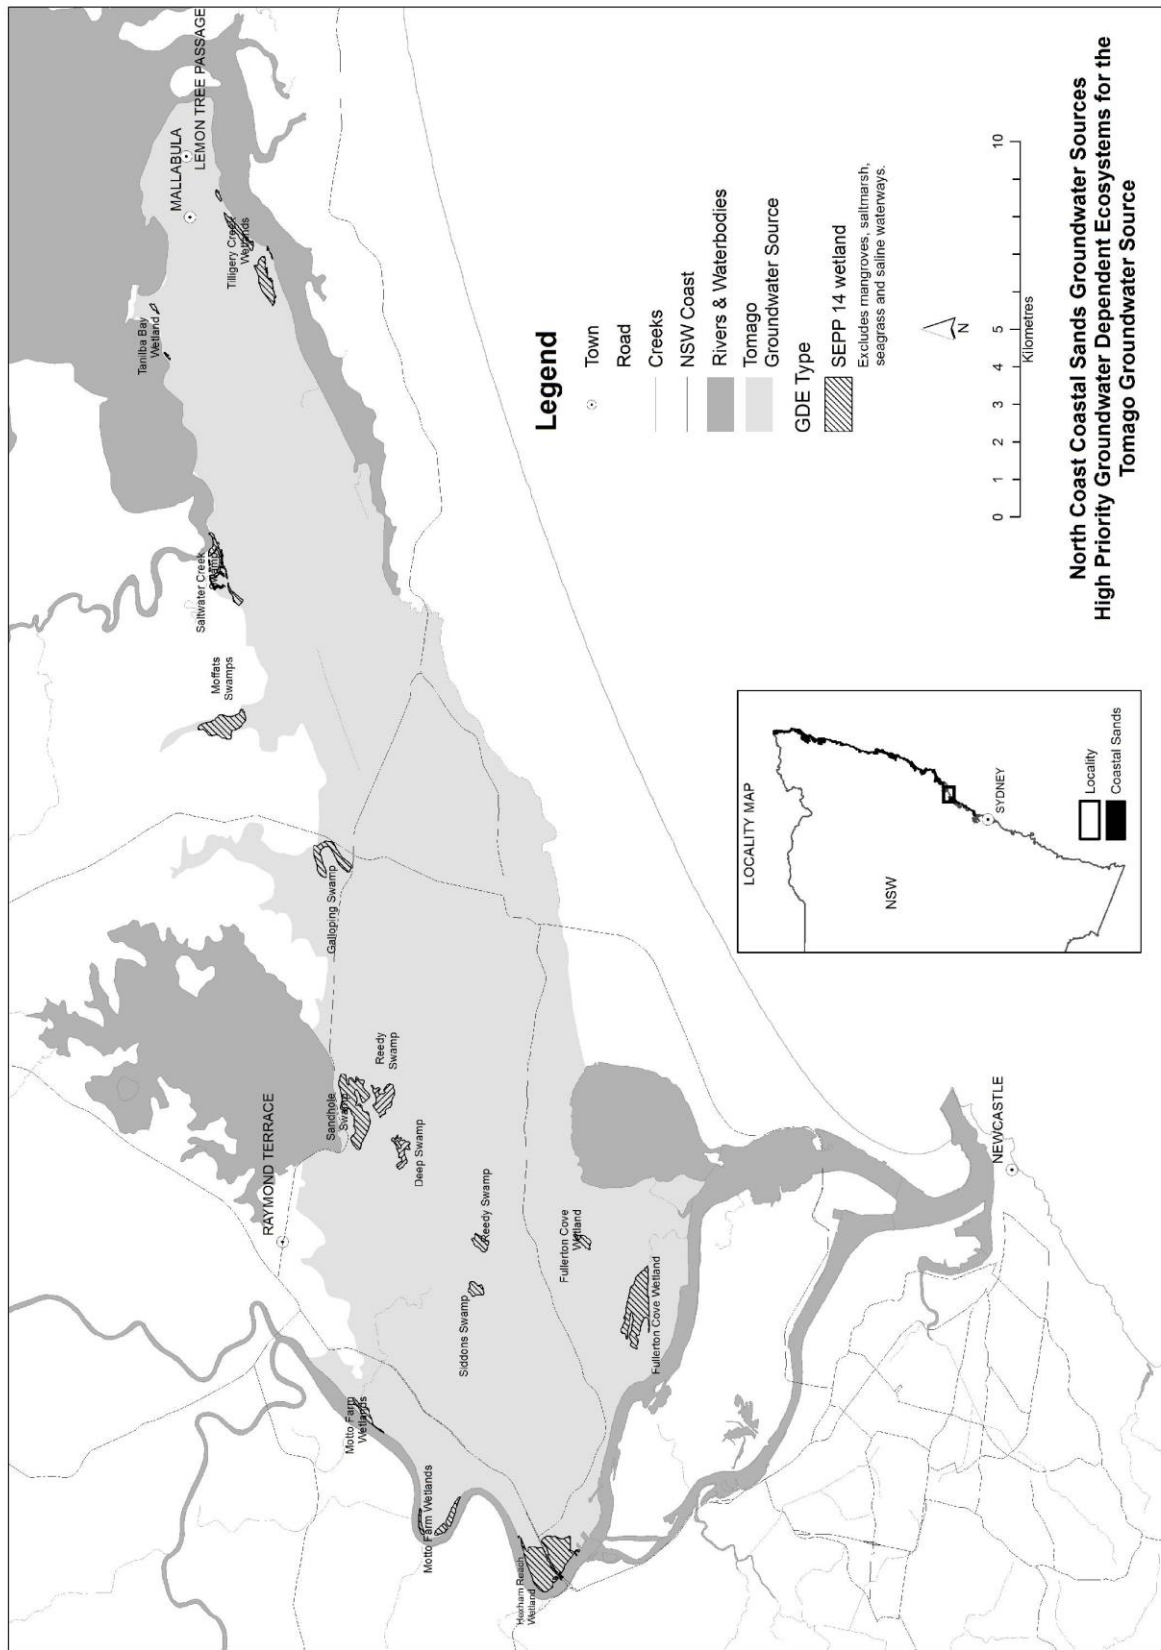 LEMON TREE PASSAGE
MALLABULA
Tilligery Creek
Wetlands
Tanilba Bay
Wetland
Saltwater Creek
Swamps
Moffats
Swamps
Galloping Swamp
Reedy
Swamp
Sandhole
Swamp
Deep Swamp
RAYMOND TERRACE
Reedy Swamp
Siddons Swamp
Fullerton Cove
Wetland
Fullerton Cove Wetland
Motto Farm
Wetlands
Motto Farm Wetlands
Hexham Reach
Wetland
NEWCASTLE
Legend
Town
Road
Creeks
NSW Coast
Rivers & Waterbodies
Tomago
Groundwater Source
GDE Type
SEPP 14 wetland
Excludes mangroves, saltmarsh,
seagrass and saline waterways.
N
0 1 2 3 4 5 10
Kilometres
LOCALITY MAP
NSW
SYDNEY
Locality
Coastal Sands
North Coast Coastal Sands Groundwater Sources
High Priority Groundwater Dependent Ecosystems for the
Tomago Groundwater Source